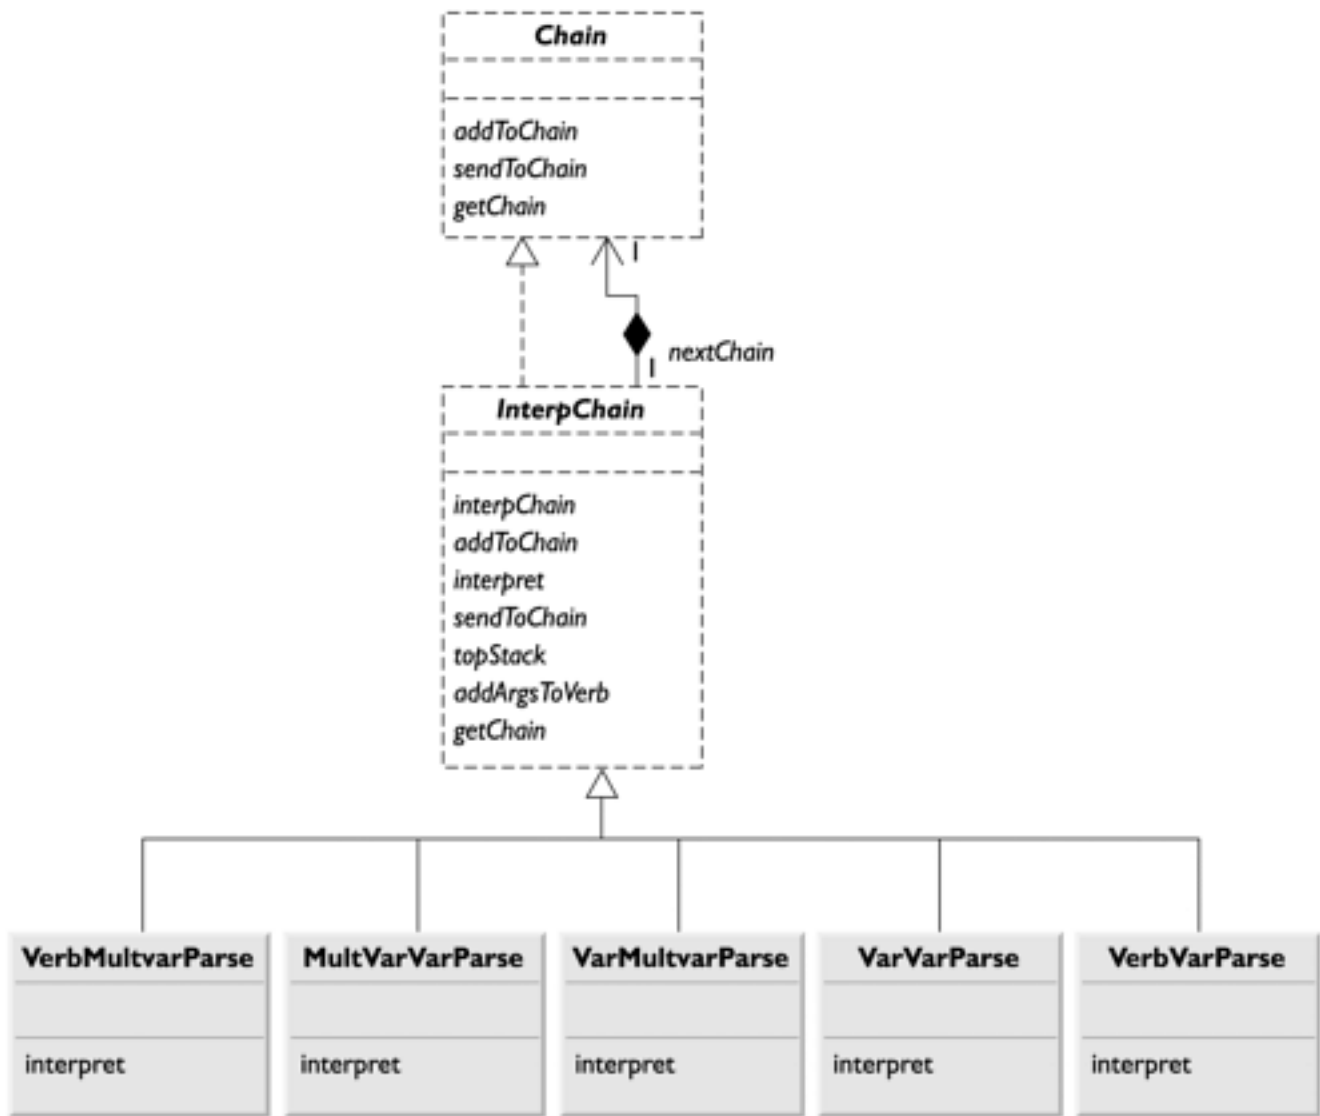 Chain
addToChain
sendToChain
getChain
1
nextChain
1
InterpChain
interpChain
addToChain
interpret
sendToChain
topStack
addArgsToVerb
getChain
VerbMultvarParse
MultVarVarParse
VarMultvarParse
VarVarParse
VerbVarParse
interpret
interpret
interpret
interpret
interpret